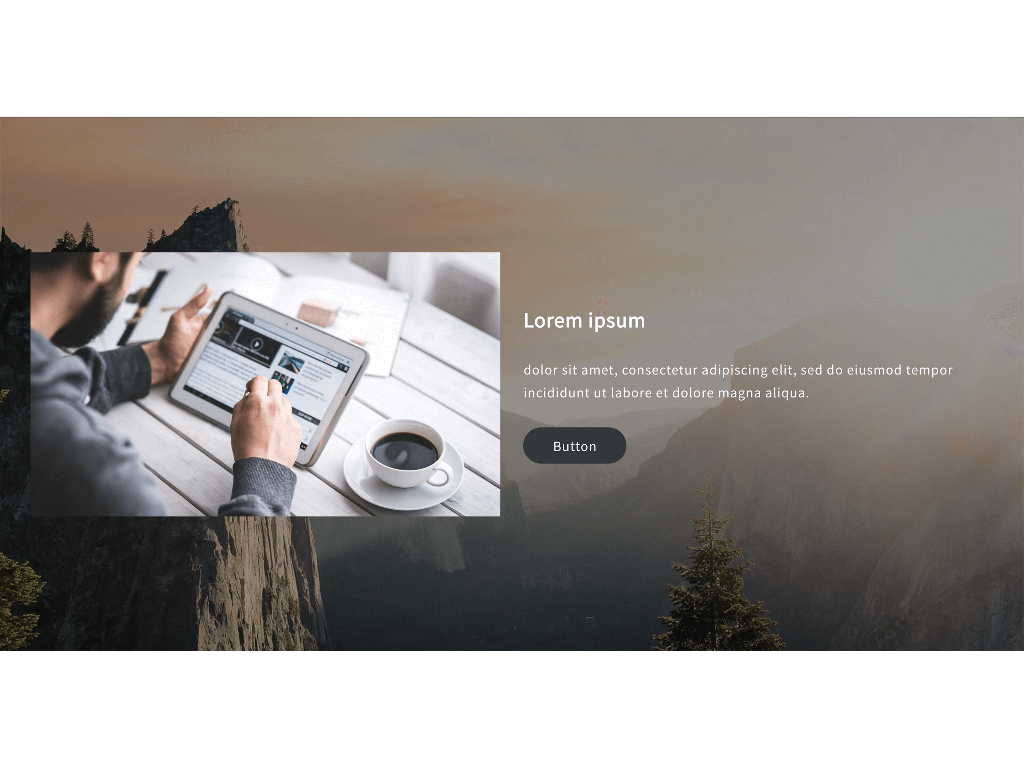 Lorem ipsum
dolor sit amet, consectetur adipiscing elit, sed do eiusmod tempor
incididunt ut labore et dolore magna aliqua.
Button